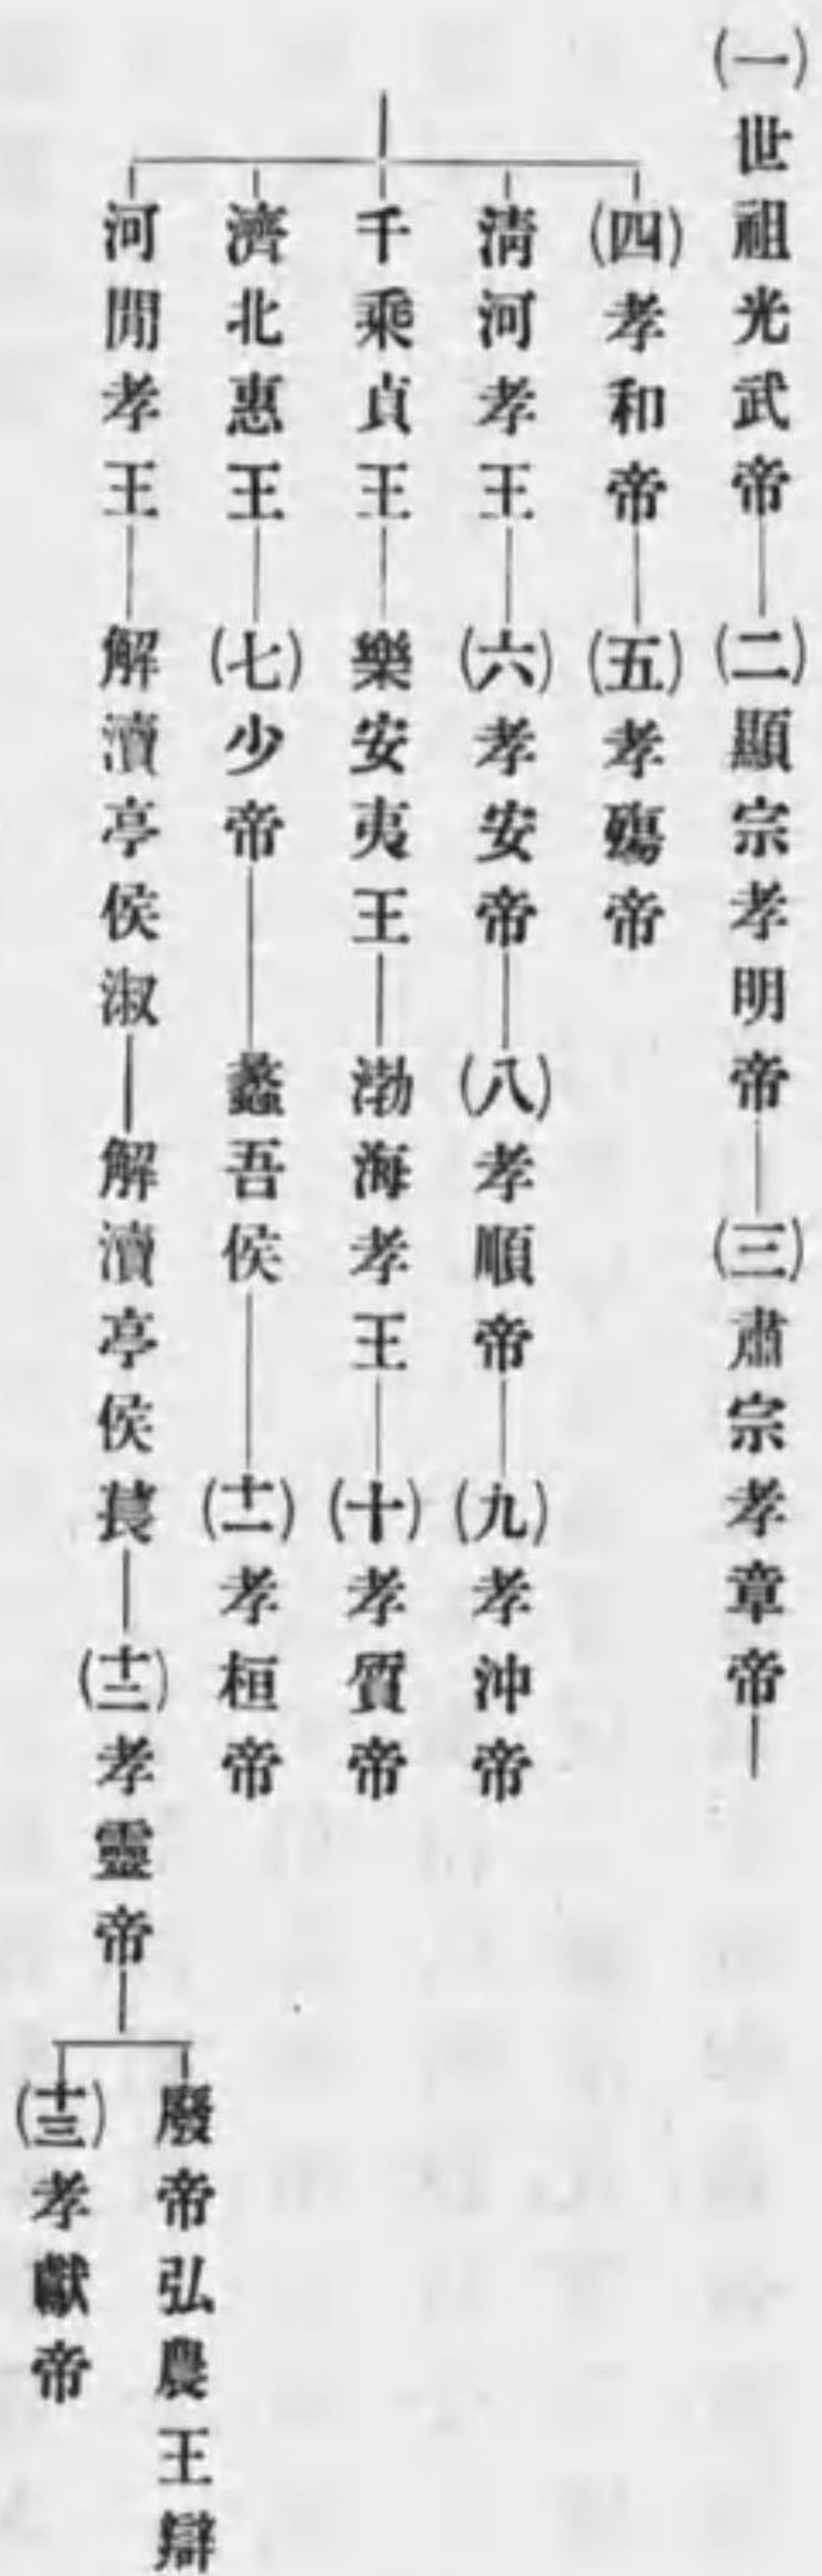 (一)世祖光武帝—(二)顯宗孝明帝—(三)肅宗孝章帝—
(四)孝和帝—(五)孝殤帝
淸河孝王—(六)孝安帝—(八)孝順帝—(九)孝沖帝
千乘貞王—樂安夷王—渤海孝王—(十)孝質帝
濟北惠王—(七)少帝—蠡吾侯—(十一)孝桓帝
河閒孝王—解瀆亭侯淑—解瀆亭侯萇—(十二)孝靈帝
廢帝弘農王辯
(十三)孝獻帝